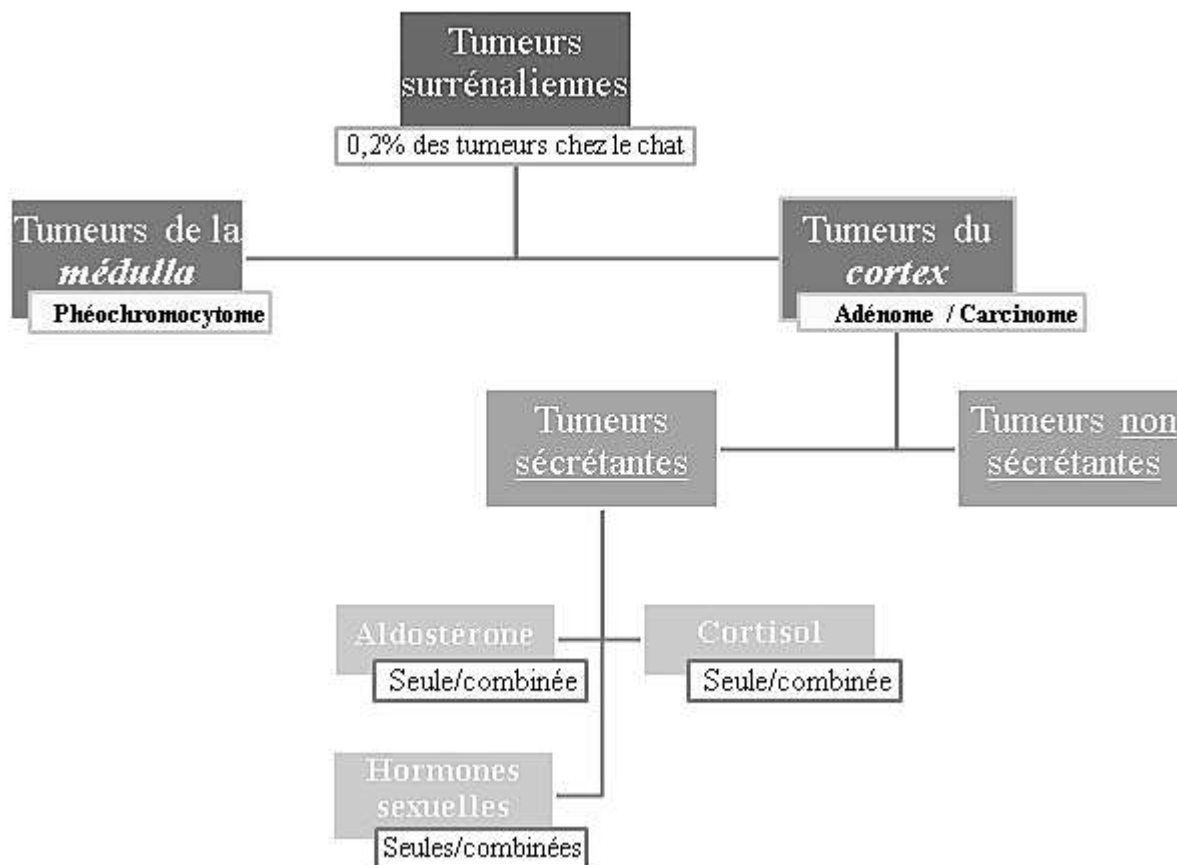 Tumeurs
surrénaliennes
0,2% des tumeurs chez le chat
Tumeurs de la
médulla
Phéochromocytome
Tumeurs du
cortex
Adénome / Carcinome
Tumeurs
sécrétantes
Tumeurs non
sécrétantes
Aldostérone
Seule/combinée
Cortisol
Seule/combinée
Hormones
sexuelles
Seules/combinées